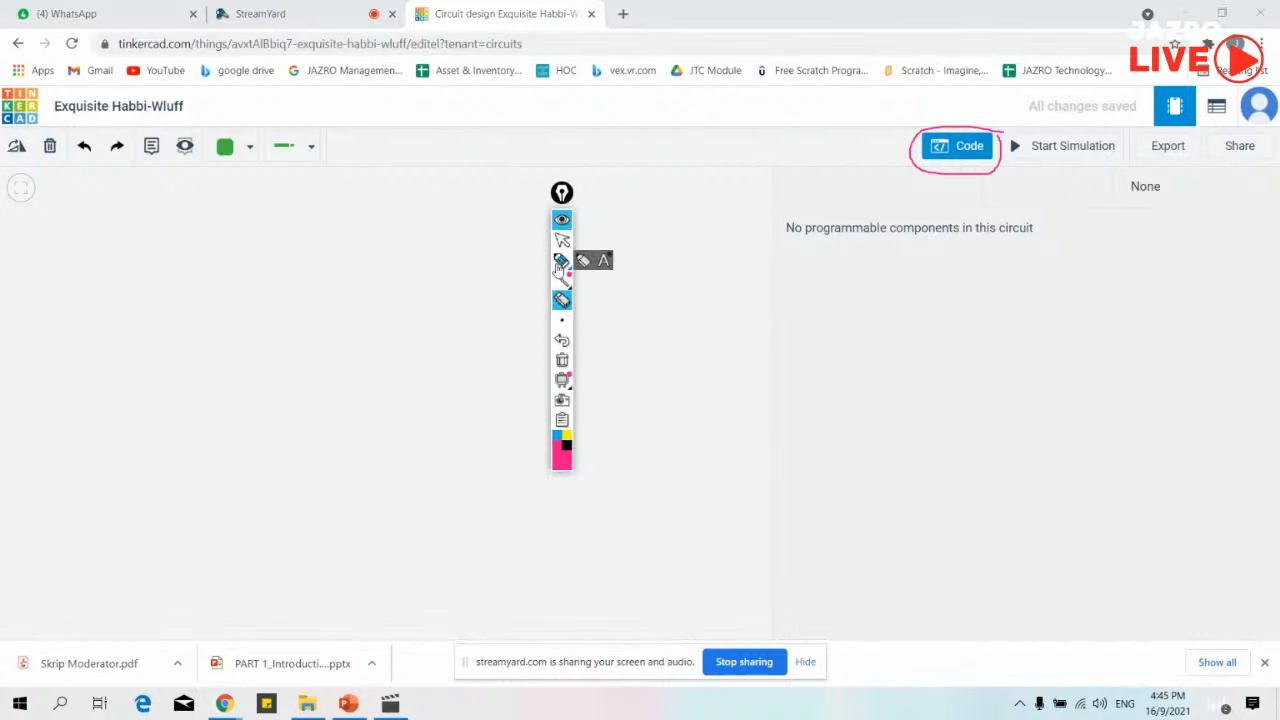 (4) WhatsApp
StreamYard
Circuit design Exquisite Habbi-W
tinkercad.com/things/avxtAlBbiq7-exquisite-habbi-wluff/editel?tenant=circuits
JAZRO
LIVE
Apps
Gmail
YouTube
google drive
JAZRO Managemen...
Asset & Inventory...
HOC
vex.vr.com
JTC Module
Free Scratch Progra...
Scratch - Imagine,...
JAZRO Technology...
Reading list
TIN
KER
CAD
Exquisite Habbi-Wluff
All changes saved
Code
Start Simulation
Export
Share
None
No programmable components in this circuit
A
Skrip Moderator.pdf
PART 1_Introducti....pptx
streamyard.com is sharing your screen and audio.
Stop sharing
Hide
Show all
ENG
4:45 PM
16/9/2021